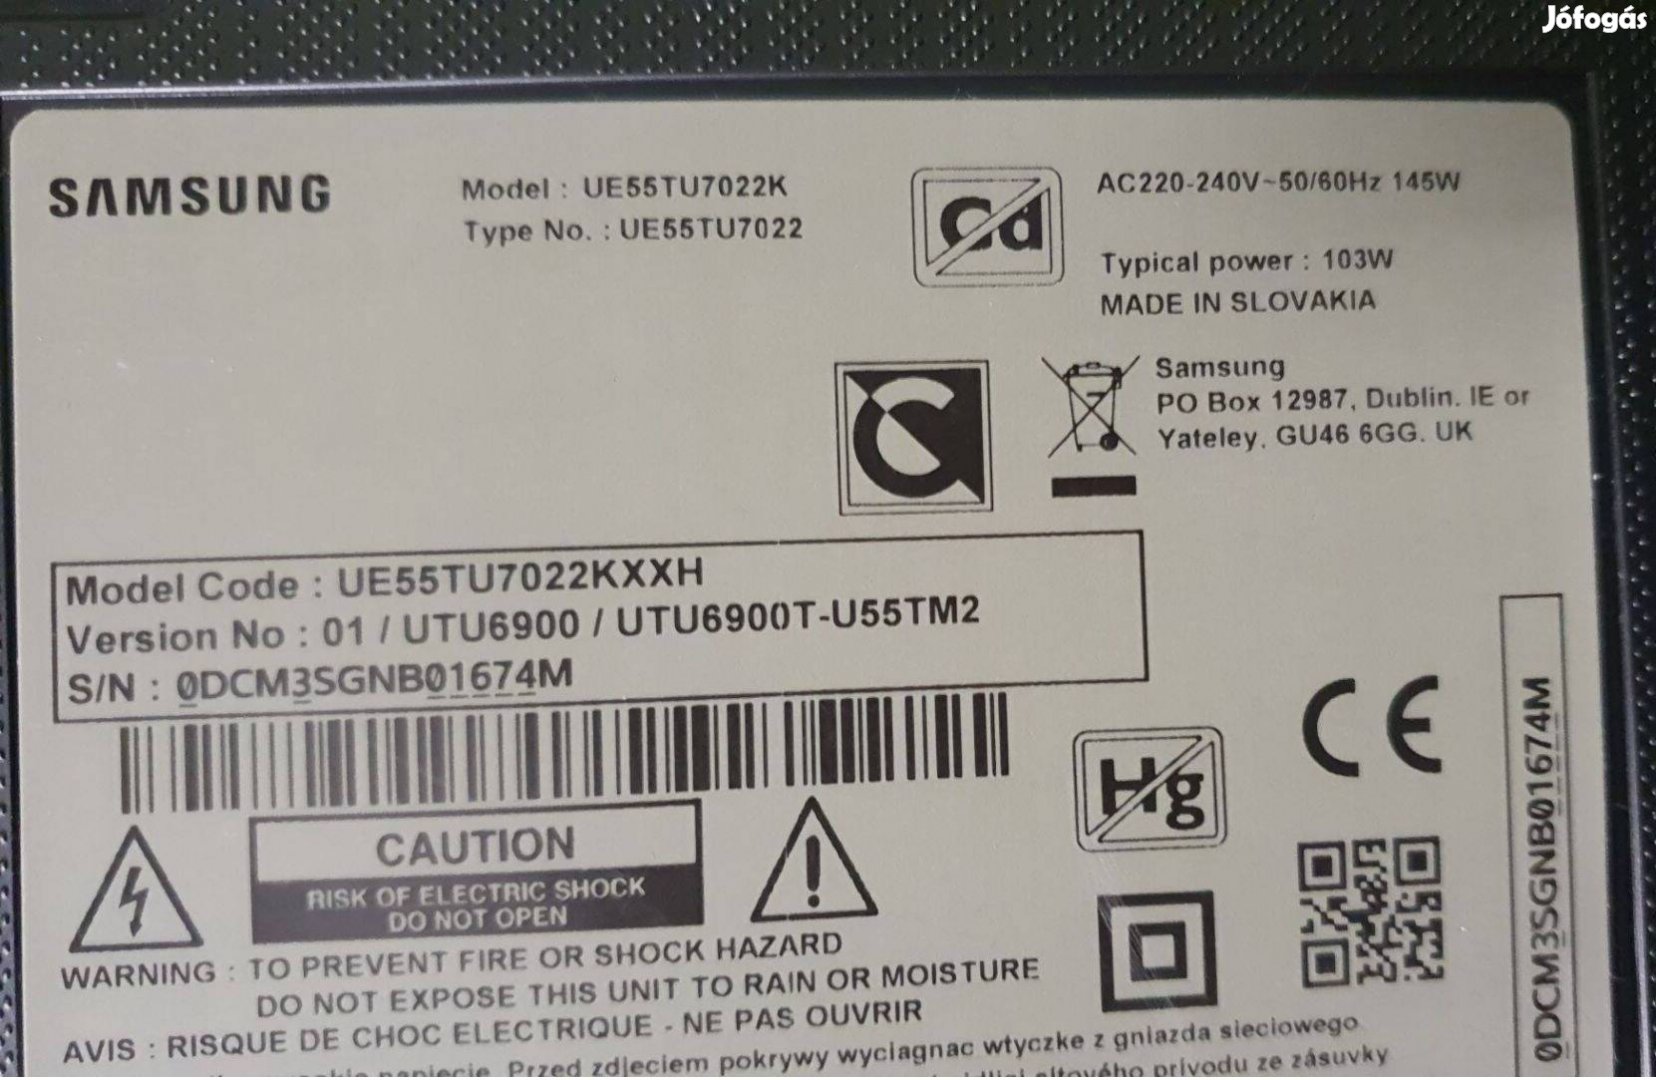 Jófogás
SAMSUNG
Model : UE55TU7022K
Type No. : UE55TU7022
Cd
AC220-240V~50/60Hz 145W
Typical power : 103W
MADE IN SLOVAKIA
Samsung
PO Box 12987, Dublin. IE or
Yateley, GU46 6GG. UK
Model Code : UE55TU7022KXXH
Version No : 01 / UTU6900 / UTU6900T-U55TM2
S/N : 0DCM3SGNB01674M
Hg
CE
0DCM3SGNB01674M
CAUTION
RISK OF ELECTRIC SHOCK
DO NOT OPEN
WARNING : TO PREVENT FIRE OR SHOCK HAZARD
DO NOT EXPOSE THIS UNIT TO RAIN OR MOISTURE
AVIS : RISQUE DE CHOC ELECTRIQUE - NE PAS OUVRIR
napiecie. Przed zdjeciem pokrywy wyciagnac wtyczke z gniazda sieciowego
prívodu ze zásuvky